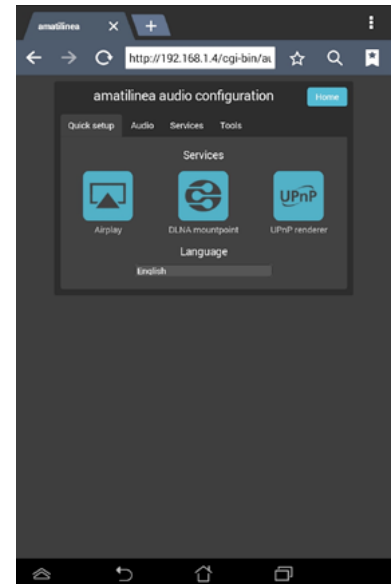 amatilinea
http://192.168.1.4/cgi-bin/au
amatilinea audio configuration
Home
Quick setup Audio Services Tools
Services
UPnP
Airplay DLNA mountpoint UPnP renderer
Language
English